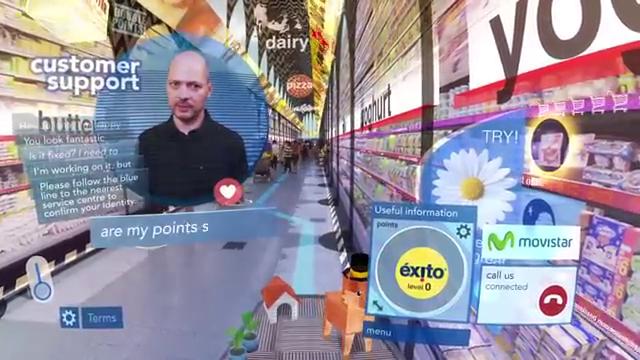 dairy
pizza
customer
support
yoghurt
yog
butter
You look fantastic
Is it fixed? I need to
I'm working on it, but
Please follow the blue
line to the nearest
service centre to
confirm your identity.
are my points s
TRY!
Useful information
points
éxito
level 0
movistar
call us
connected
Terms
menu